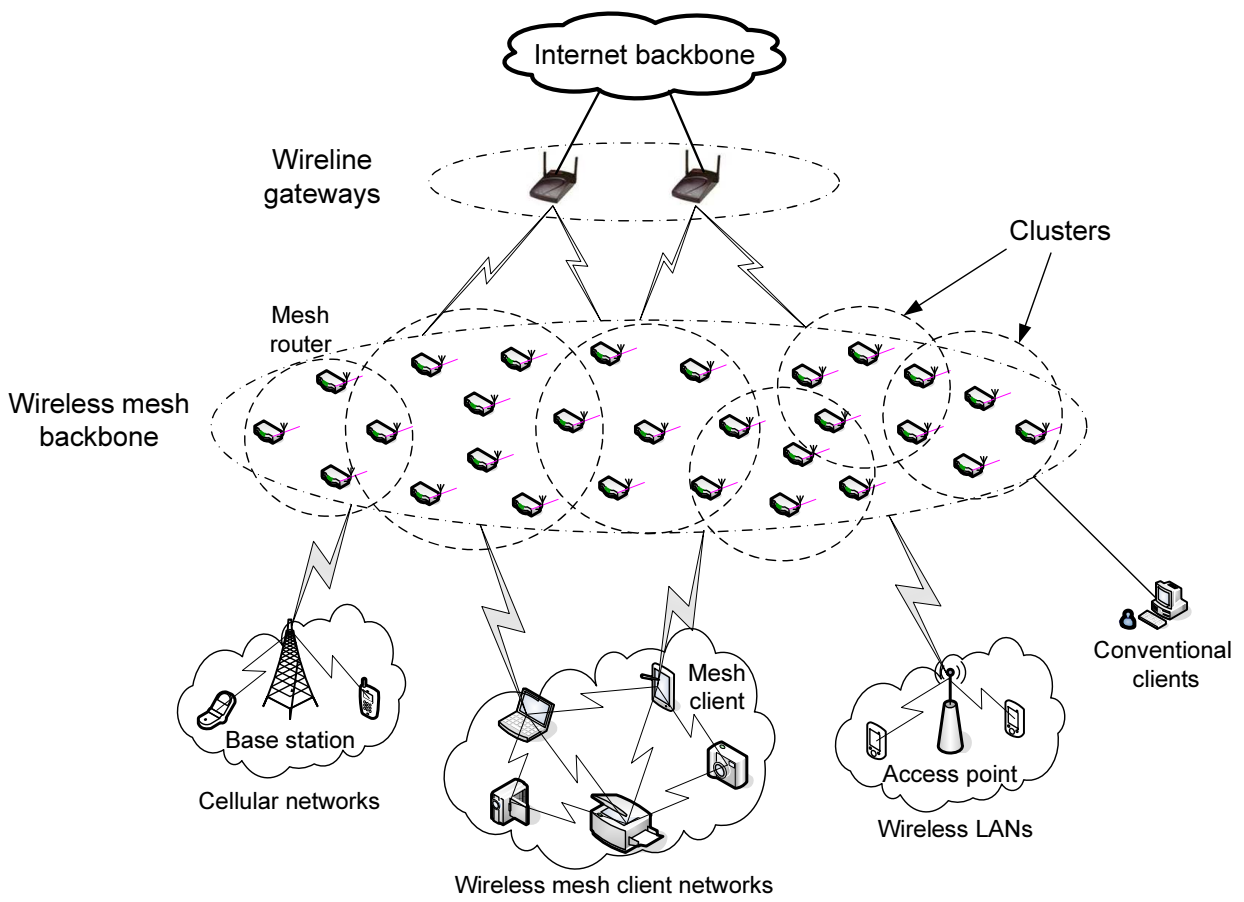 Internet backbone
Wireline
gateways
Clusters
Mesh
router
Wireless mesh
backbone
Conventional
clients
Mesh
client
Base station
Access point
Cellular networks
Wireless LANs
Wireless mesh client networks